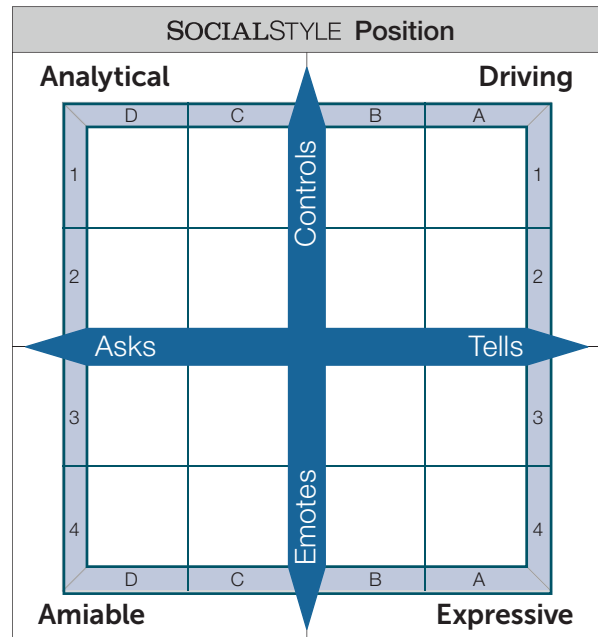 SOCIALSTYLE Position
Analytical Driving
D C B A
Controls
1 1
2 2
Asks Tells
3 3
Emotes
4 4
D C B A
Amiable Expressive